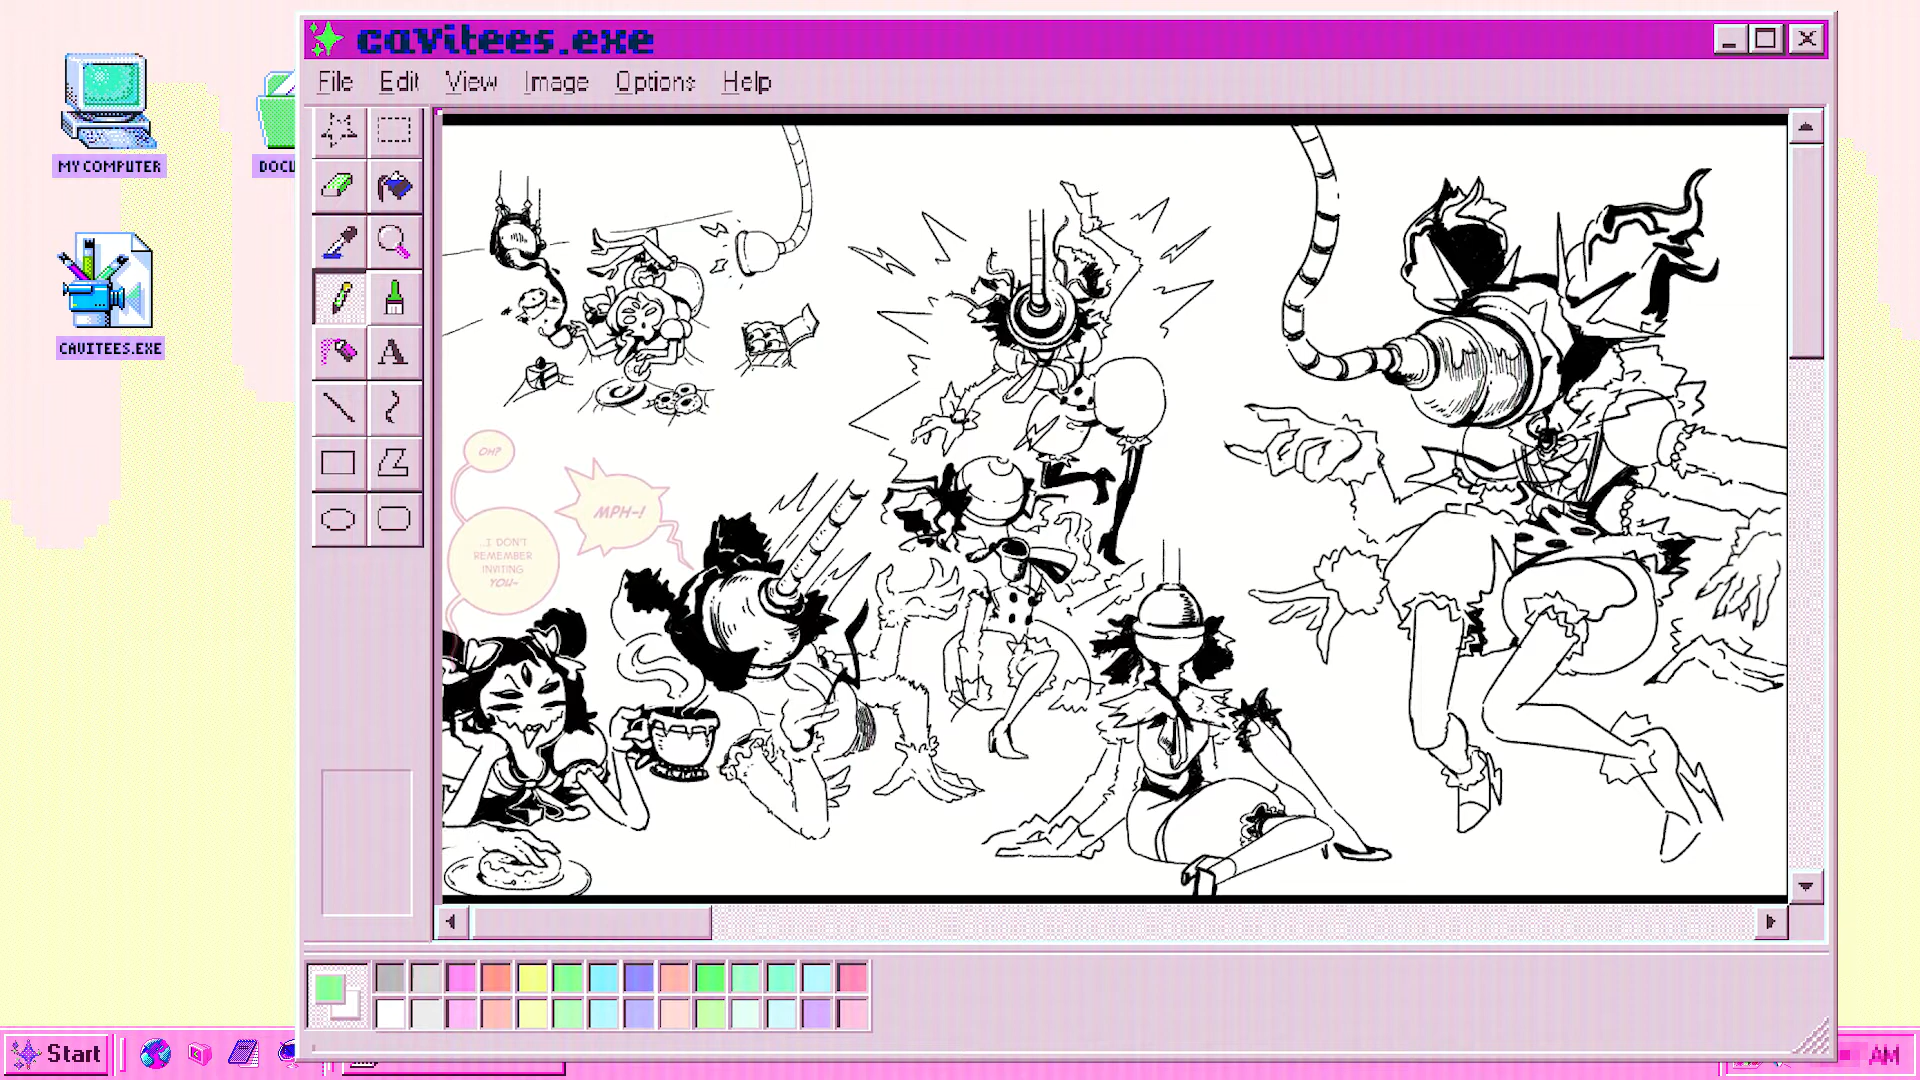 cavitees.exe
File Edit View Image Options Help
MY COMPUTER
DOCU
CAVITEES.EXE
A
OH?
MPH-!
..I DON'T
REMEMBER
INVITING
YOU~
Start
AM